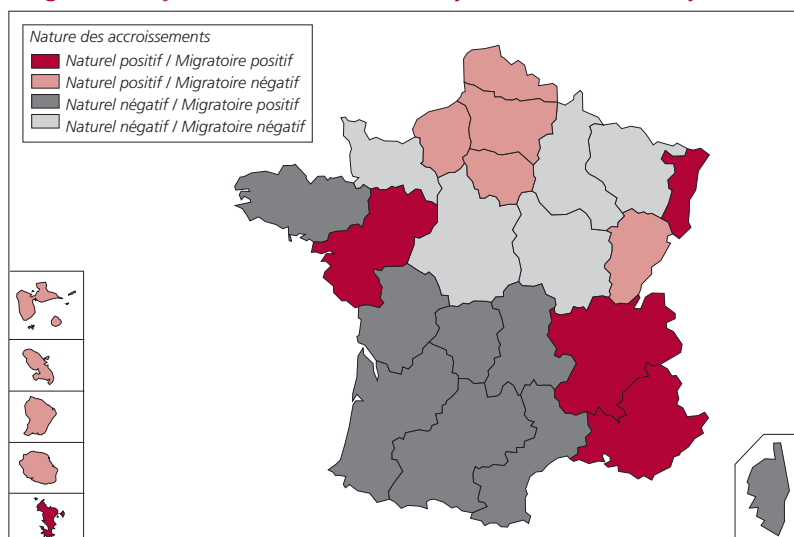 Nature des accroissements
Naturel positif / Migratoire positif
Naturel positif / Migratoire négatif
Naturel négatif / Migratoire positif
Naturel négatif / Migratoire négatif